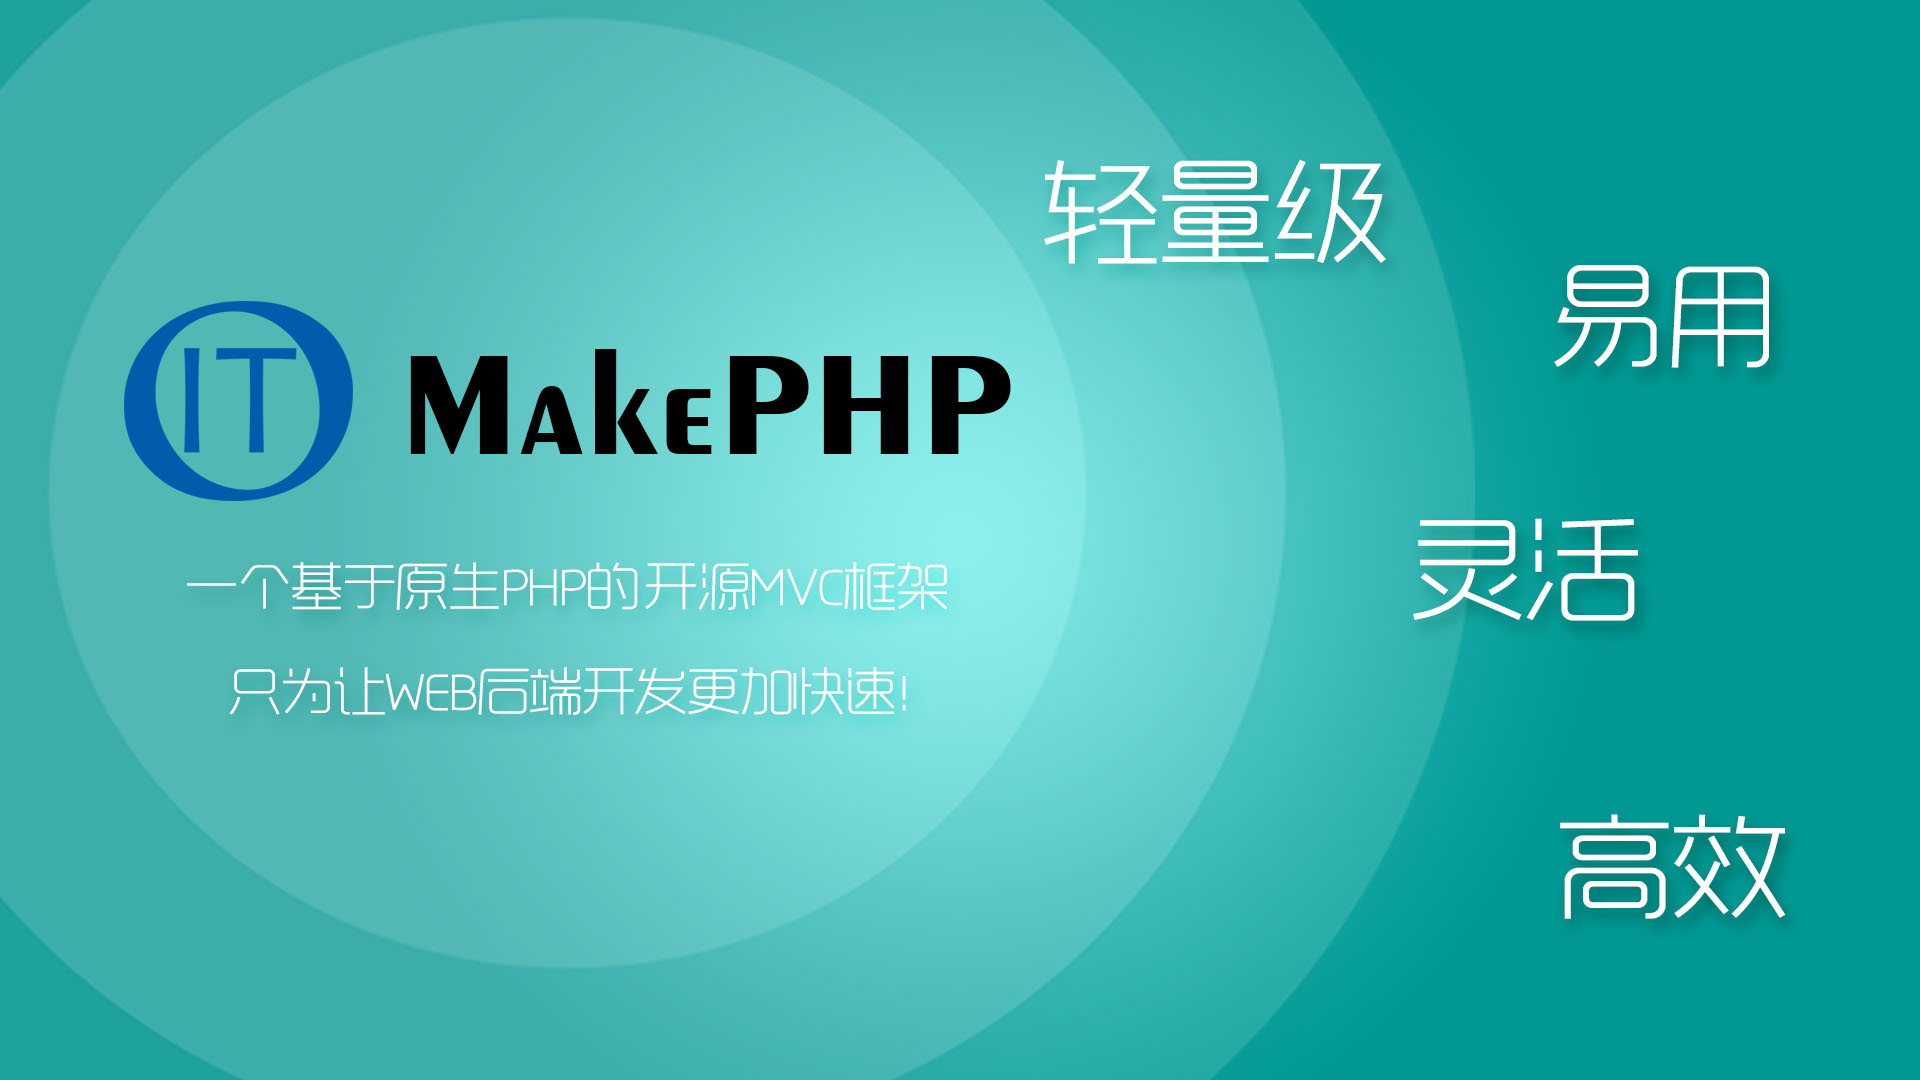 IT
MakePHP
一个基于原生PHP的开源MVC框架
只为让WEB后端开发更加快速!
轻量级
易用
灵活
高效